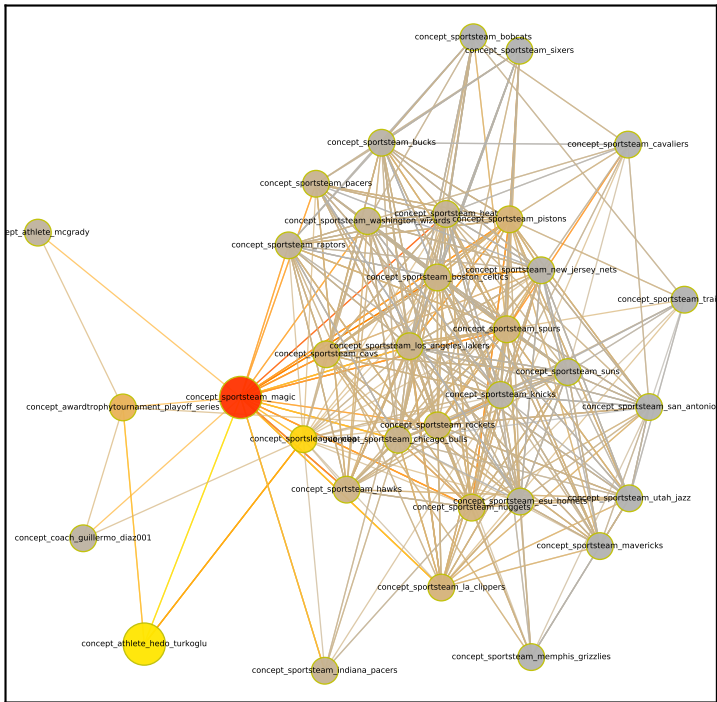 concept_sportsteam_bobcats
concept_sportsteam_sixers
concept_sportsteam_bucks
concept_sportsteam_cavaliers
concept_sportsteam_pacers
concept_sportsteam_heat
concept_sportsteam_washington_wizards
concept_sportsteam_pistons
ept_athlete_mcgrady
concept_sportsteam_raptors
concept_sportsteam_new_jersey_nets
concept_sportsteam_boston_celtics
concept_sportsteam_trai
concept_sportsteam_spurs
concept_sportsteam_los_angeles_lakers
concept_sportsteam_cavs
concept_sportsteam_suns
concept_sportsteam_magic
concept_sportsteam_knicks
concept_awardtrophytournament_playoff_series
concept_sportsteam_san_antonio
concept_sportsteam_rockets
concept_sportsteam_chicago_bulls
concept_sportsteam_hawks
concept_sportsteam_esu_hornets
concept_sportsteam_utah_jazz
concept_sportsteam_nuggets
concept_coach_guillermo_diaz001
concept_sportsteam_mavericks
concept_sportsteam_la_clippers
concept_athlete_hedo_turkoglu
concept_sportsteam_memphis_grizzlies
concept_sportsteam_indiana_pacers